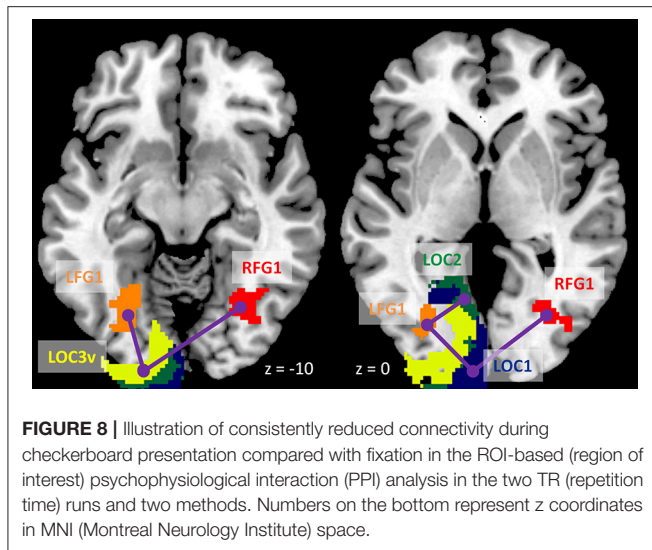 LFG1
RFG1
LOC3v
z = -10
LOC2
LFG1
RFG1
LOC1
z = 0
FIGURE 8 | Illustration of consistently reduced connectivity during
checkerboard presentation compared with fixation in the ROI-based (region of
interest) psychophysiological interaction (PPI) analysis in the two TR (repetition
time) runs and two methods. Numbers on the bottom represent z coordinates
in MNI (Montreal Neurology Institute) space.